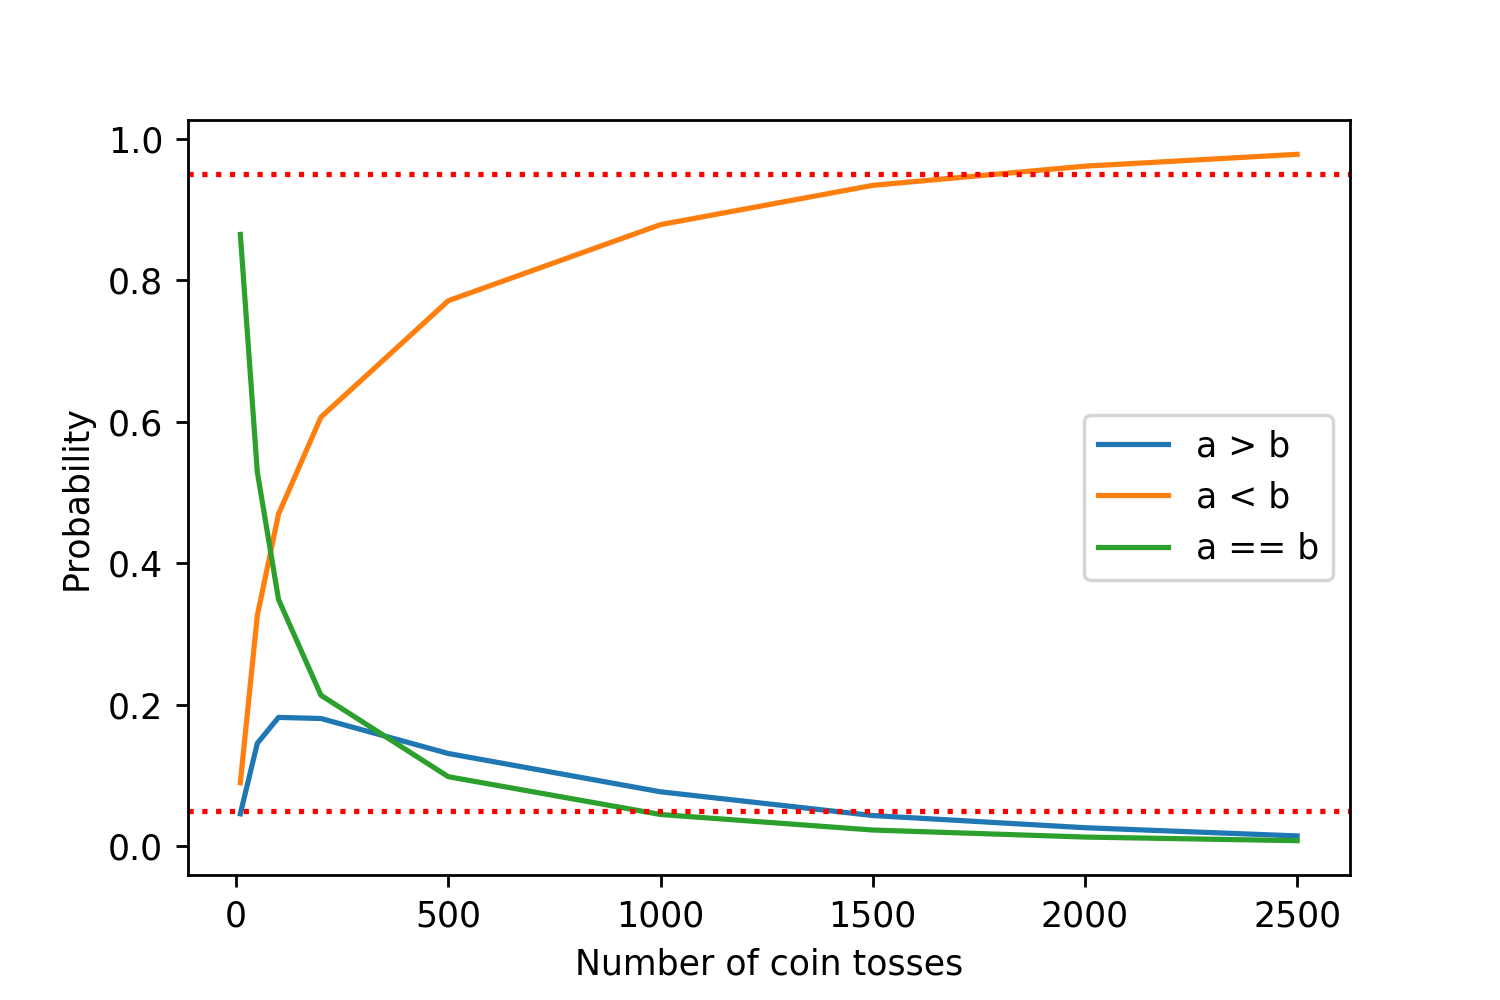 1.0
0.8
0.6
0.4
0.2
0.0
Probability
a > b
a < b
a == b
0 500 1000 1500 2000 2500
Number of coin tosses